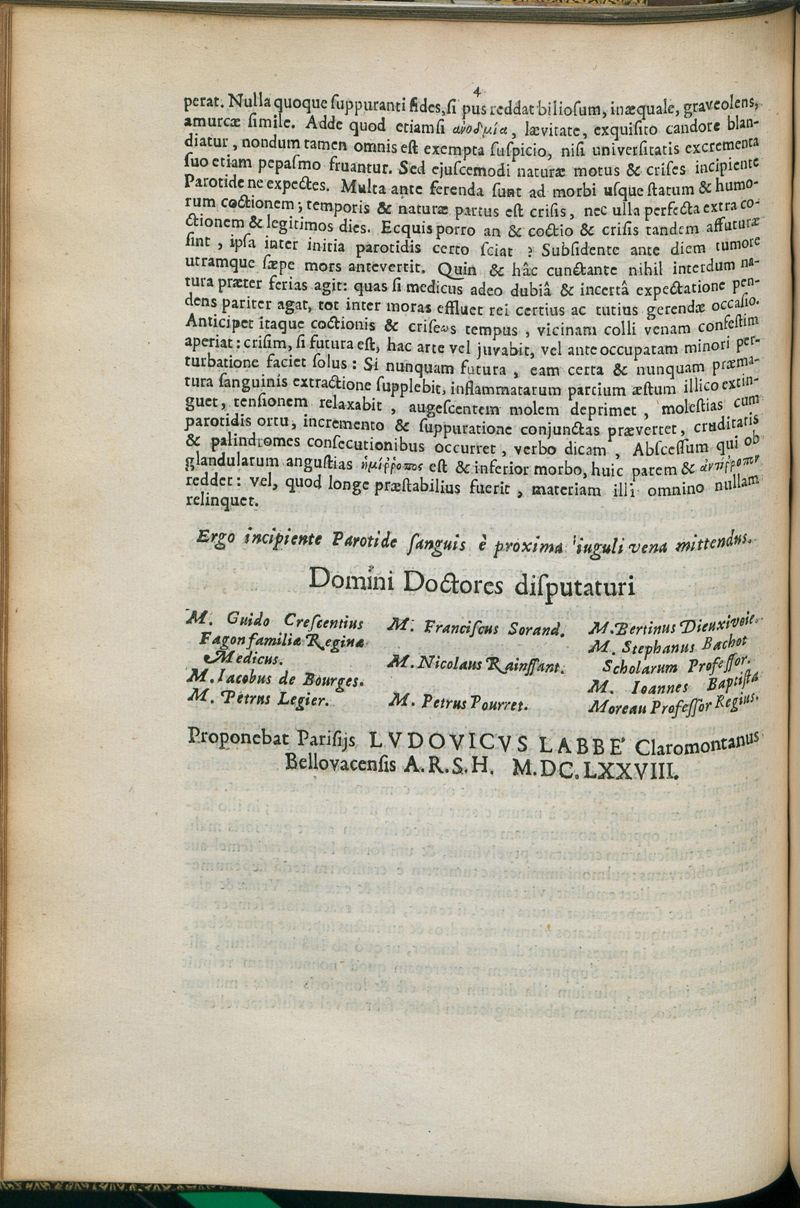 4
perat. Nulla quoque ſuppuranti fides, ſi pus reddat bilioſum, inæquale, graveolens,
amurcæ ſimile. Adde quod etiamſi ἀνοδμία, lævitate, exquiſito candore blan-
diatur, nondum tamen omnis eſt exempta ſuſpicio, niſi univerſitatis excrementa
ſuo etiam pepaſmo fruantur. Sed ejuſcemodi naturæ motus & criſes incipiente
Parotide ne expectes. Multa ante ferenda ſunt ad morbi uſque ſtatum & humo-
rum coctionem; temporis & naturæ partus eſt criſis, nec ulla perfecta extra co-
ctionem & legitimos dies. Ecquis porro an & coctio & criſis tandem affuturæ
ſint, ipſa inter initia parotidis certo ſciat ? Subſidente ante diem tumore
utramque ſæpe mors antevertit. Quin & hâc cunctante nihil interdum na-
tura præter ferias agit: quas ſi medicus adeo dubiâ & incertâ expectatione pen-
dens pariter agat, tot inter moras effluet rei certius ac tutius gerendæ occaſio.
Anticipet itaque coctionis & criſeως tempus, vicinam colli venam confeſtim
aperiat: criſim, ſi futura eſt, hac arte vel juvabit, vel ante occupatam minori per-
turbatione faciet ſolus: Si nunquam futura, eam certa & nunquam præma-
tura ſanguinis extractione ſupplebit, inflammatarum partium æſtum illico extin-
guet, tenſionem relaxabit, augeſcentem molem deprimet, moleſtias cum
parotidis ortu, incremento & ſuppuratione conjunctas prævertet, cruditatis
& palindromes conſecutionibus occurret, verbo dicam, Abſceſſum qui ob
glandularum anguſtias eſt & inferior morbo, huic parem &
reddet: vel, quod longe præſtabilius fuerit, materiam illi omnino nullam
relinquet.
Ergo incipiente Parotide ſanguis è proxima iuguli vena mittendus.
Domini Doctores diſputaturi
M. Guido Creſcentius
Fagon familiæ Reginæ
Medicus.
M. Iacobus de Bourges.
M. Petrus Legier.
M. Franciſcus Sorand.
M. Nicolaus Rainſſant.
M. Petrus Pourret.
M. Bertinus Dieuxivoie.
M. Stephanus Bachot
Scholarum Profeſſor.
M. Ioannes Baptiſta
Moreau Profeſſor Regius.
Proponebat Pariſijs LVDOVICVS LABBE' Claromontanus
Bellovacenſis A. R. S. H. M. DC. LXXVIII.